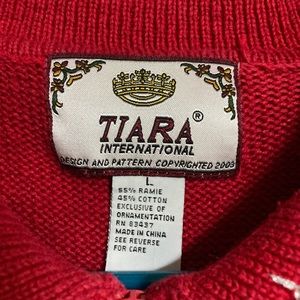 TIARA®
INTERNATIONAL
DESIGN AND PATTERN COPYRIGHTED 2003
L
55% RAMIE
45% COTTON
EXCLUSIVE OF
ORNAMENTATION
RN 83437
MADE IN CHINA
SEE REVERSE
FOR CARE